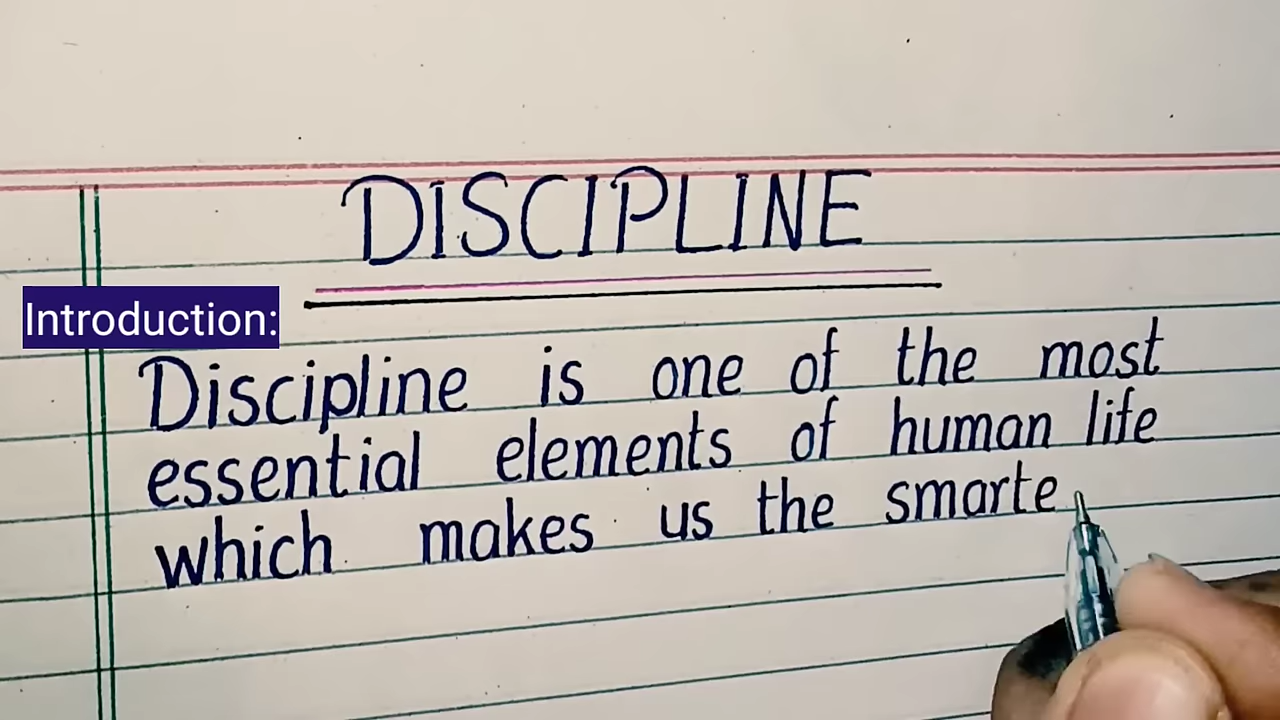 DISCIPLINE
Introduction:
Discipline is one of the most
essential elements of human life
which makes us the smarte